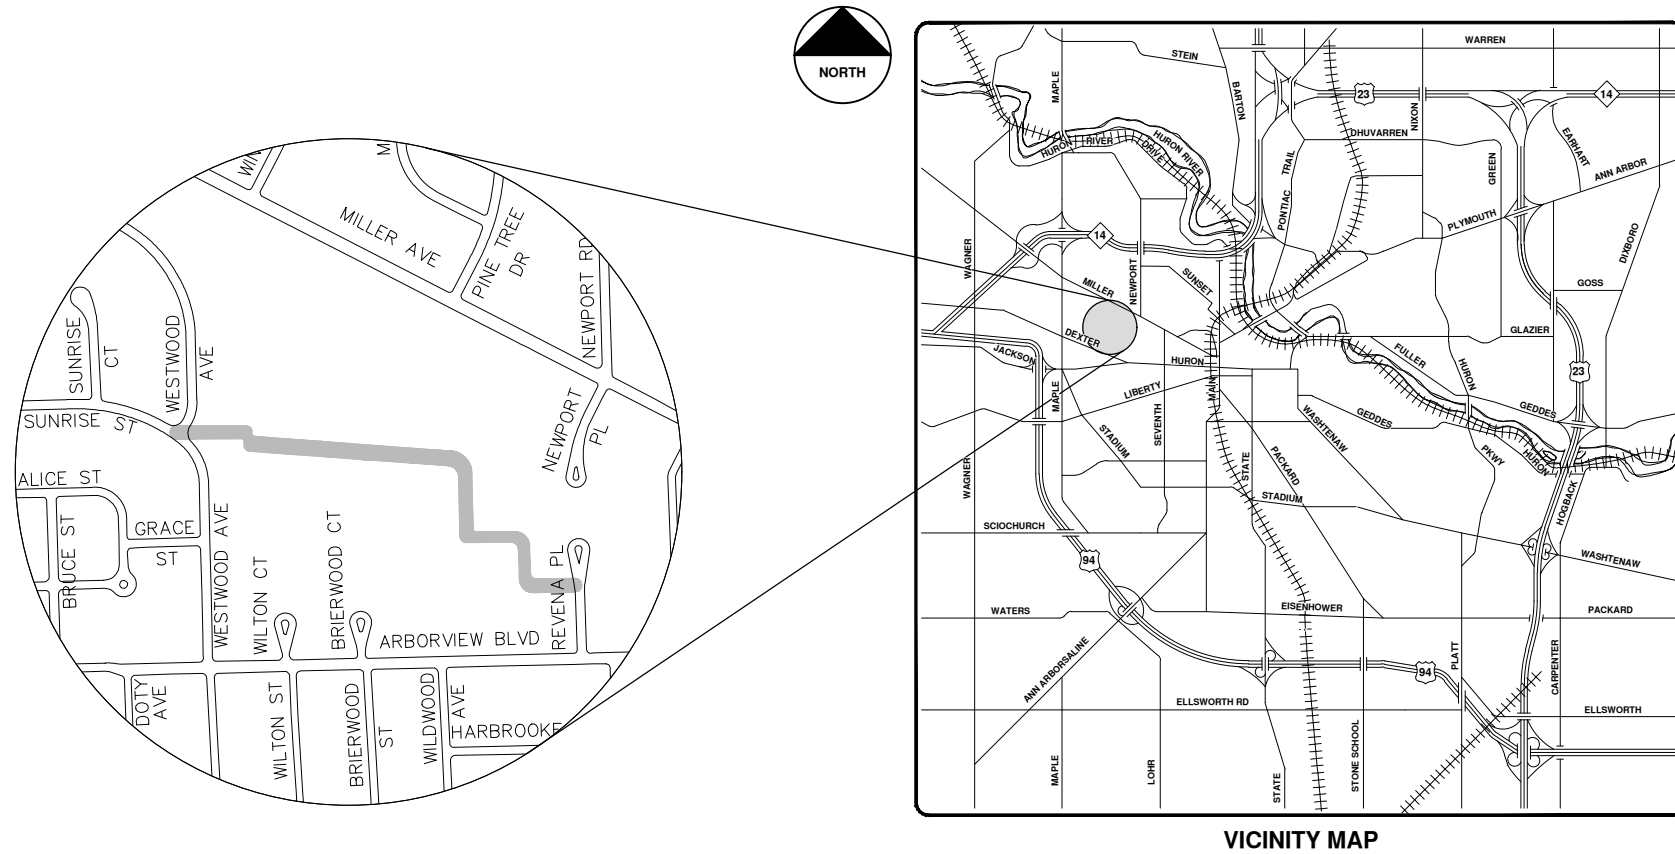 NORTH
MILLER AVE
PINE TREE
DR
NEWPORT RD
SUNRISE
CT
WESTWOOD
AVE
SUNRISE ST
NEWPORT
PL
ALICE ST
BRUCE ST
GRACE
ST
WESTWOOD AVE
WILTON CT
BRIERWOOD CT
REVENA PL
ARBORVIEW BLVD
DOTY
AVE
WILTON ST
BRIERWOOD
ST
WILDWOOD
AVE
HARBROOKE
WARREN
STEIN
MAPLE
BARTON
23
14
NIXON
DHUVARREN
EARHART
GREEN
ANN ARBOR
HURON RIVER
DRIVE
HURON RIVER
PONTIAC TRAIL
PLYMOUTH
DIXBORO
14
WAGNER
NEWPORT
SUNSET
MILLER
GOSS
DEXTER
GLAZIER
JACKSON
HURON
FULLER
HURON
23
MAPLE
LIBERTY
MAIN
SEVENTH
STADIUM
WASHTENAW
GEDDES
GEDDES
WAGNER
STATE
PACKARD
PKWY
HURON
STADIUM
HOGBACK
SCIOCHURCH
94
WASHTENAW
WATERS
EISENHOWER
PACKARD
ANN ARBORSALINE
PLATT
CARPENTER
94
ELLSWORTH RD
ELLSWORTH
MAPLE
LOHR
STATE
STONE SCHOOL
VICINITY MAP